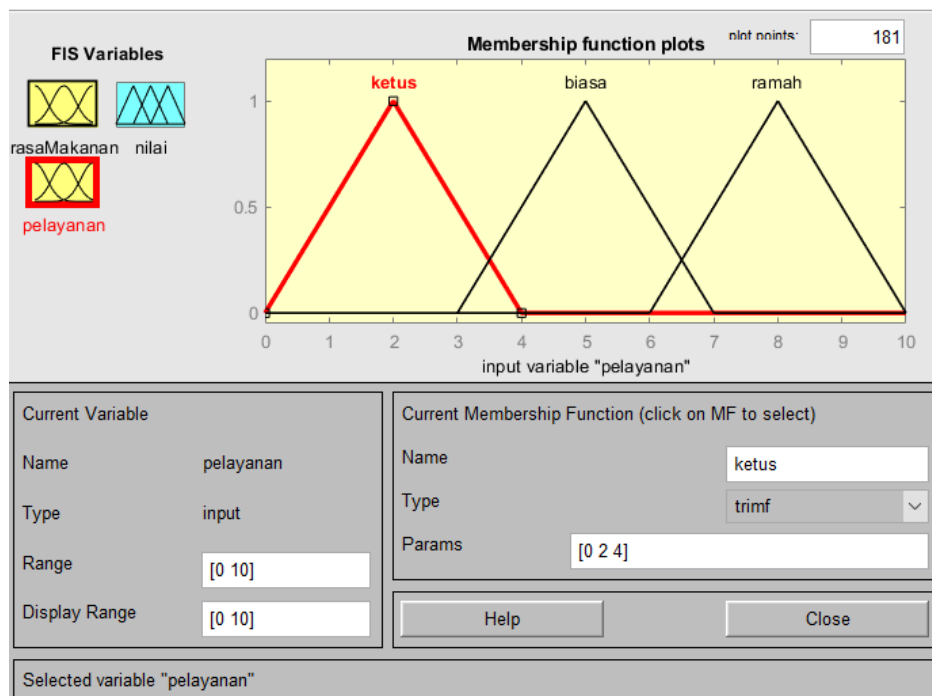 FIS Variables
rasaMakanan nilai
pelayanan
Membership function plots
plot points:
181
ketus
biasa
ramah
1
0.5
0
0 1 2 3 4 5 6 7 8 9 10
input variable "pelayanan"
Current Variable
Name pelayanan
Type input
Range [0 10]
Display Range [0 10]
Current Membership Function (click on MF to select)
Name ketus
Type trimf
Params [0 2 4]
Help
Close
Selected variable "pelayanan"